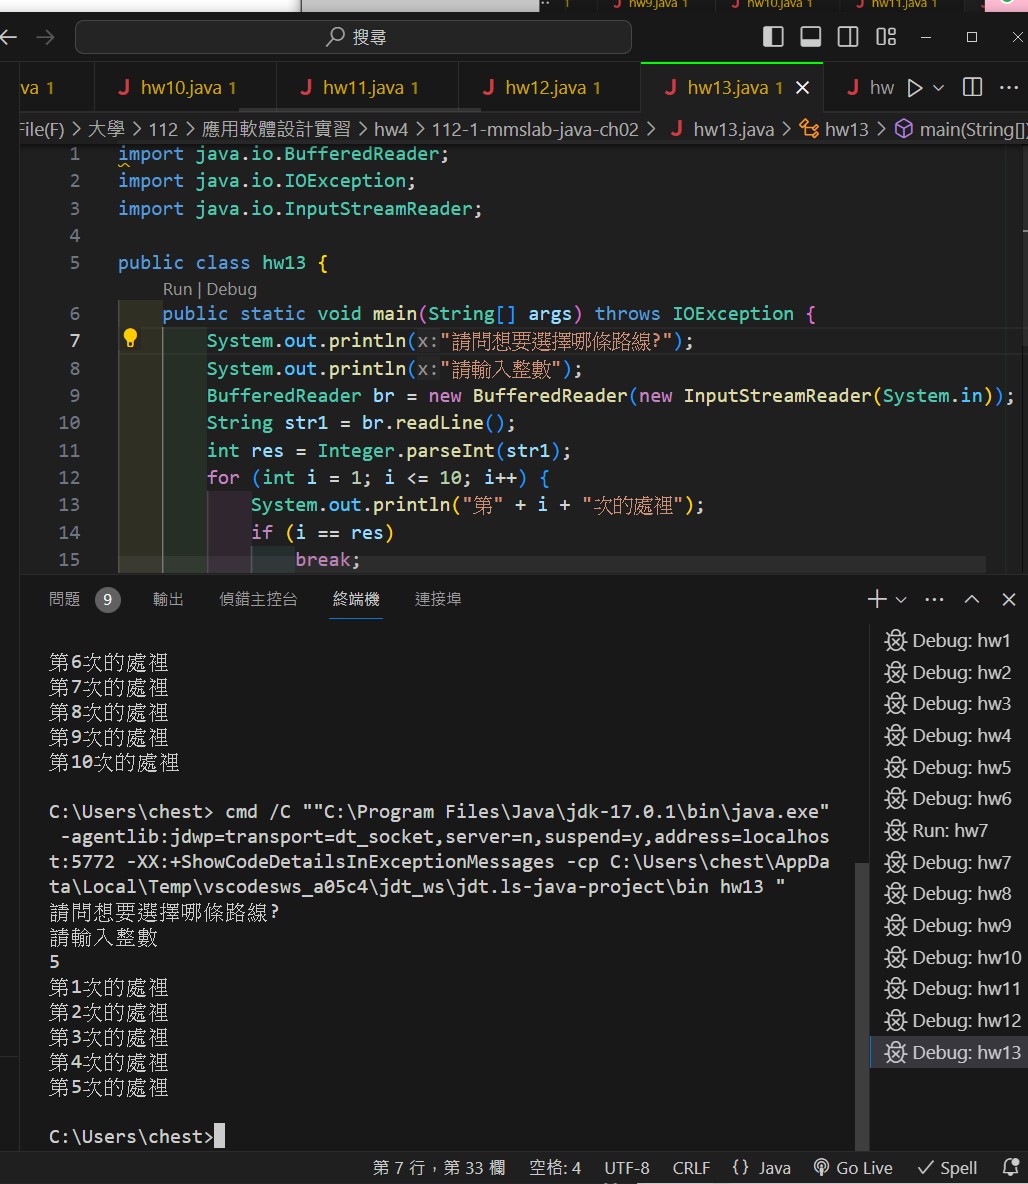 hw9.java 1 hw10.java 1 hw11.java 1
搜尋
va 1 hw10.java 1 hw11.java 1 hw12.java 1 hw13.java 1 hw
File(F) > 大學 > 112 > 應用軟體設計實習 > hw4 > 112-1-mmslab-java-ch02 > hw13.java > hw13 > main(String[])
1 import java.io.BufferedReader;
2 import java.io.IOException;
3 import java.io.InputStreamReader;
4
5 public class hw13 {
Run | Debug
6 public static void main(String[] args) throws IOException {
7 System.out.println(x:"請問想要選擇哪條路線?");
8 System.out.println(x:"請輸入整數");
9 BufferedReader br = new BufferedReader(new InputStreamReader(System.in));
10 String str1 = br.readLine();
11 int res = Integer.parseInt(str1);
12 for (int i = 1; i <= 10; i++) {
13 System.out.println("第" + i + "次的處裡");
14 if (i == res)
15 break;
問題 9 輸出 偵錯主控台 終端機 連接埠
第6次的處裡
第7次的處裡
第8次的處裡
第9次的處裡
第10次的處裡
C:\Users\chest> cmd /C ""C:\Program Files\Java\jdk-17.0.1\bin\java.exe"
-agentlib:jdwp=transport=dt_socket,server=n,suspend=y,address=localhos
t:5772 -XX:+ShowCodeDetailsInExceptionMessages -cp C:\Users\chest\AppDa
ta\Local\Temp\vscodesws_a05c4\jdt_ws\jdt.ls-java-project\bin hw13 "
請問想要選擇哪條路線?
請輸入整數
5
第1次的處裡
第2次的處裡
第3次的處裡
第4次的處裡
第5次的處裡
C:\Users\chest>
Debug: hw1
Debug: hw2
Debug: hw3
Debug: hw4
Debug: hw5
Debug: hw6
Run: hw7
Debug: hw7
Debug: hw8
Debug: hw9
Debug: hw10
Debug: hw11
Debug: hw12
Debug: hw13
第 7 行，第 33 欄 空格: 4 UTF-8 CRLF {} Java Go Live Spell